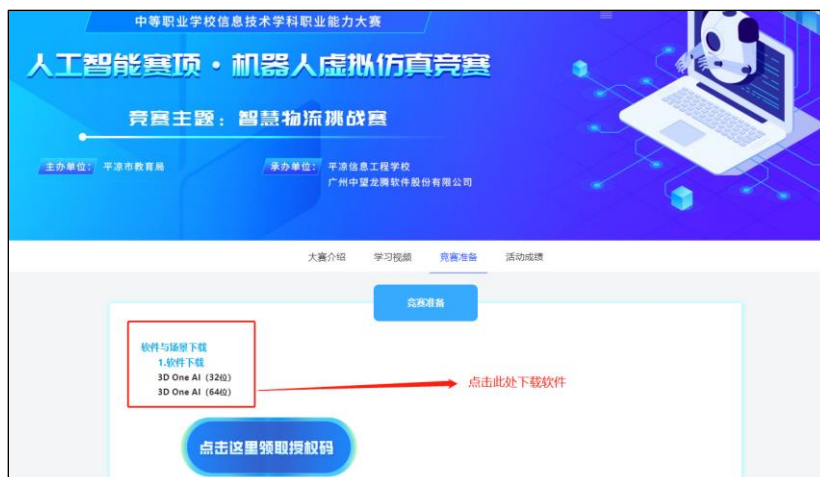 中等职业学校信息技术学科职业能力大赛
人工智能赛项·机器人虚拟仿真竞赛
竞赛主题：智慧物流挑战赛
主办单位： 平凉市教育局 承办单位： 平凉信息工程学校
广州中望龙腾软件股份有限公司
大赛介绍 学习视频 竞赛准备 活动成绩
竞赛准备
软件与场景下载
1.软件下载
3D One AI（32位）
3D One AI（64位）
点击此处下载软件
点击这里领取授权码